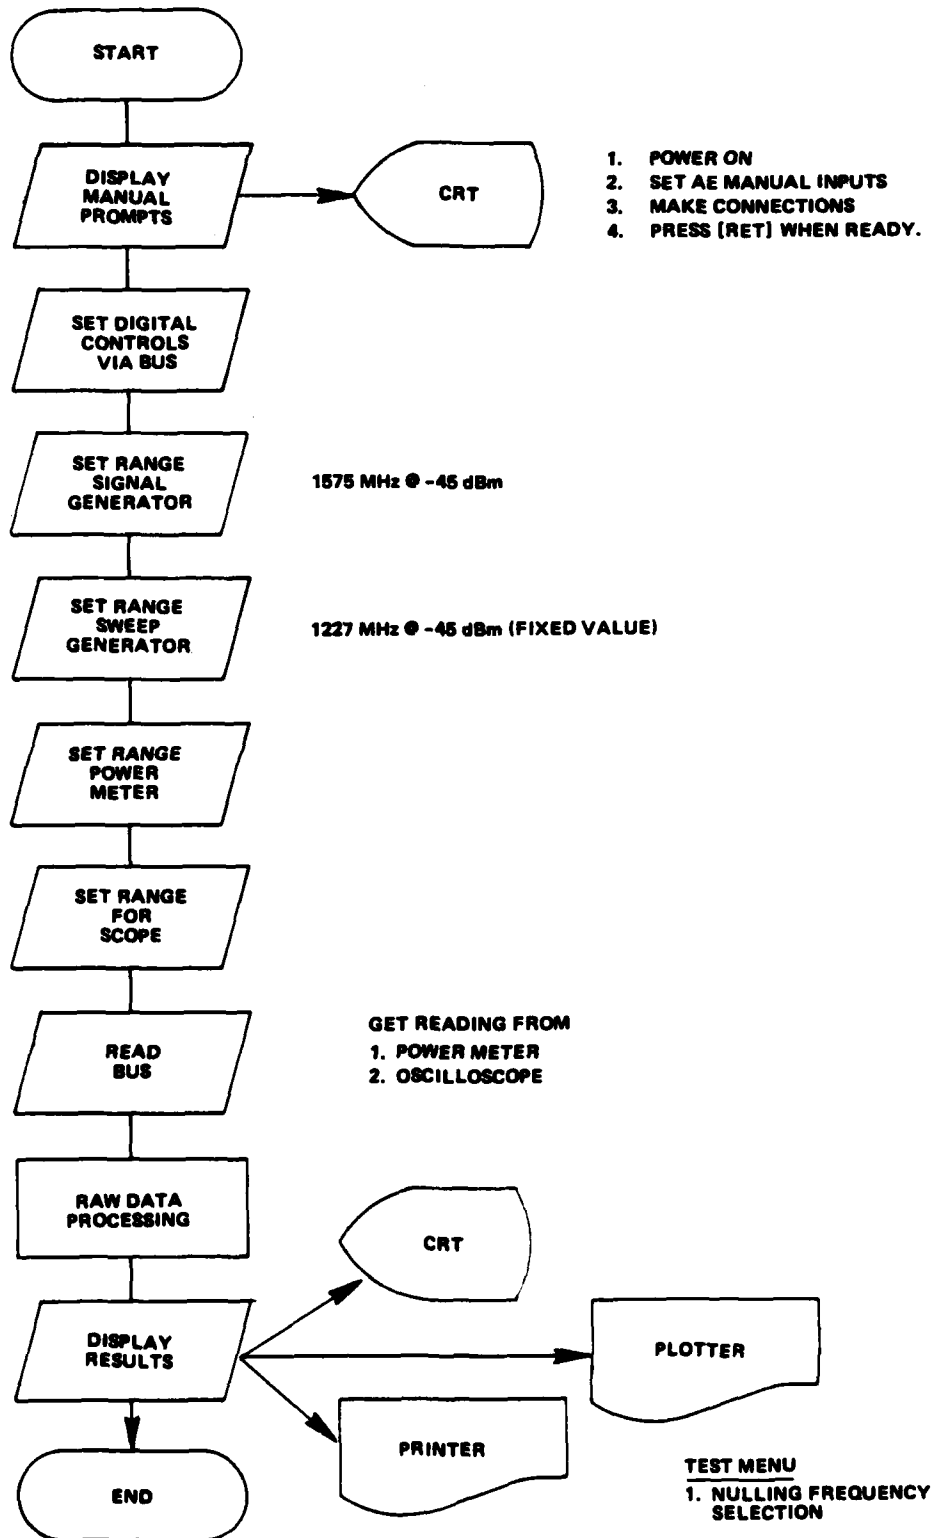 START
DISPLAY
MANUAL
PROMPTS
CRT
1. POWER ON
2. SET AE MANUAL INPUTS
3. MAKE CONNECTIONS
4. PRESS [RET] WHEN READY.
SET DIGITAL
CONTROLS
VIA BUS
SET RANGE
SIGNAL
GENERATOR
1575 MHz @ -45 dBm
SET RANGE
SWEEP
GENERATOR
1227 MHz @ -45 dBm (FIXED VALUE)
SET RANGE
POWER
METER
SET RANGE
FOR
SCOPE
READ
BUS
GET READING FROM
1. POWER METER
2. OSCILLOSCOPE
RAW DATA
PROCESSING
CRT
DISPLAY
RESULTS
PLOTTER
PRINTER
END
TEST MENU
1. NULLING FREQUENCY
SELECTION